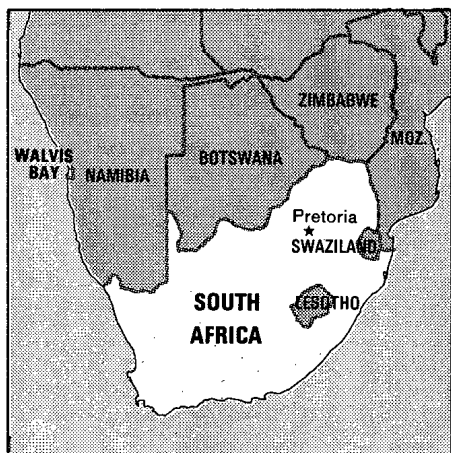 ZIMBABWE
MOZ.
WALVIS
BAY
NAMIBIA
BOTSWANA
Pretoria
SWAZILAND
LESOTHO
SOUTH
AFRICA